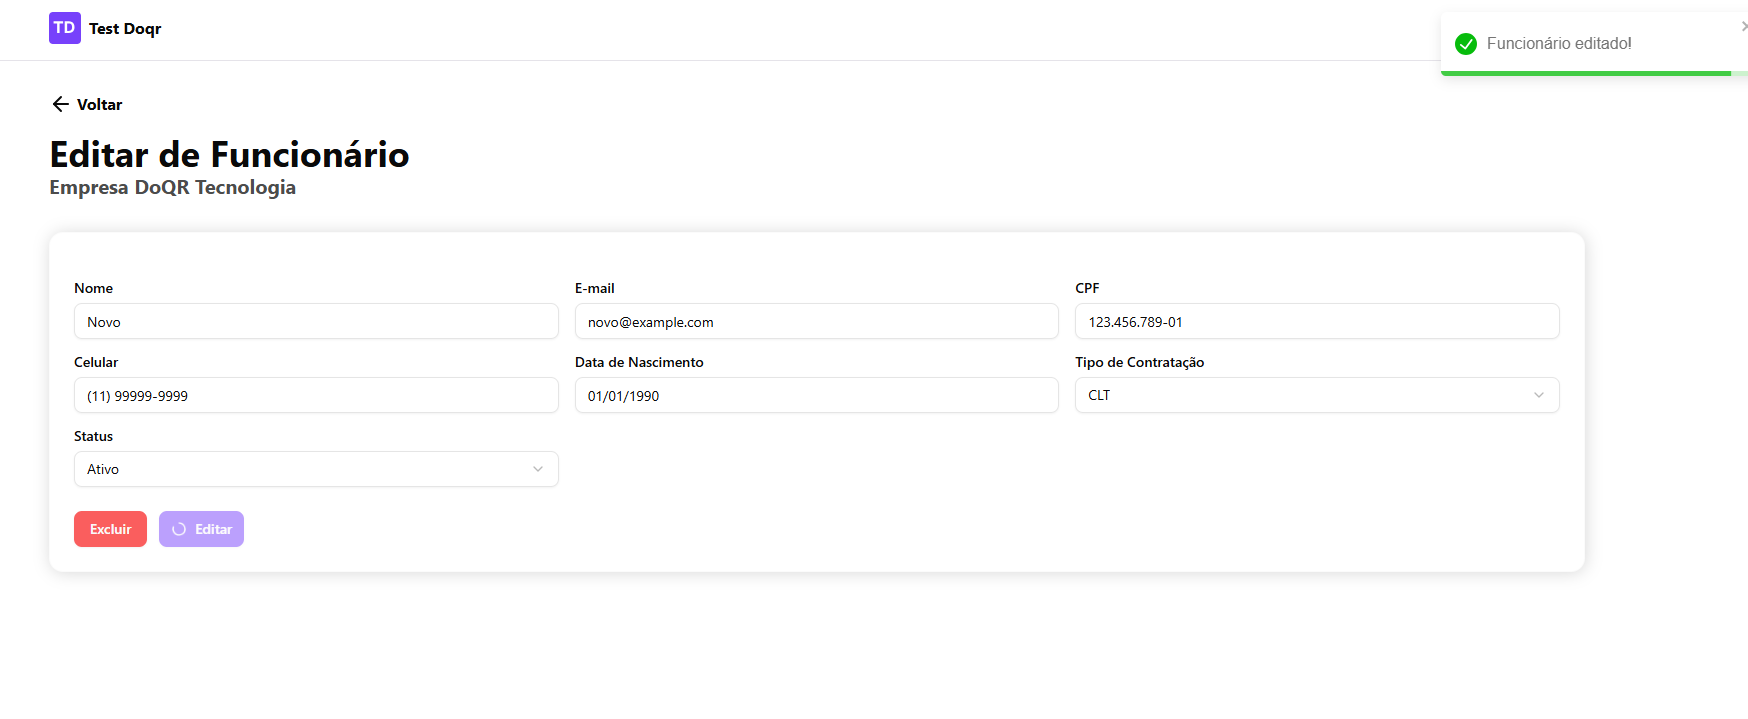 TD Test Doqr
Funcionário editado!
Voltar
Editar de Funcionário
Empresa DoQR Tecnologia
Nome
E-mail
CPF
Novo
novo@example.com
123.456.789-01
Celular
Data de Nascimento
Tipo de Contratação
(11) 99999-9999
01/01/1990
CLT
Status
Ativo
Excluir
Editar